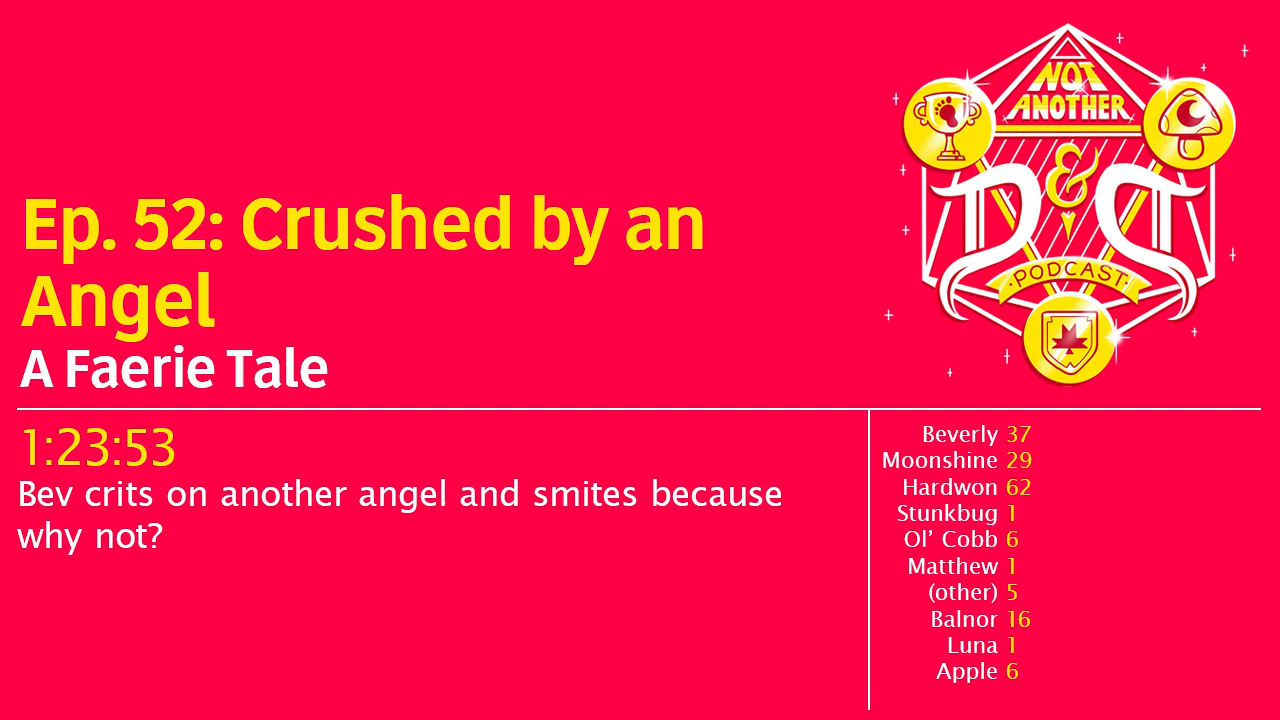 Ep. 52: Crushed by an
Angel
A Faerie Tale
NOT
ANOTHER
D&D
PODCAST
1:23:53
Bev crits on another angel and smites because
why not?
Beverly 37
Moonshine 29
Hardwon 62
Stunkbug 1
Ol’ Cobb 6
Matthew 1
(other) 5
Balnor 16
Luna 1
Apple 6